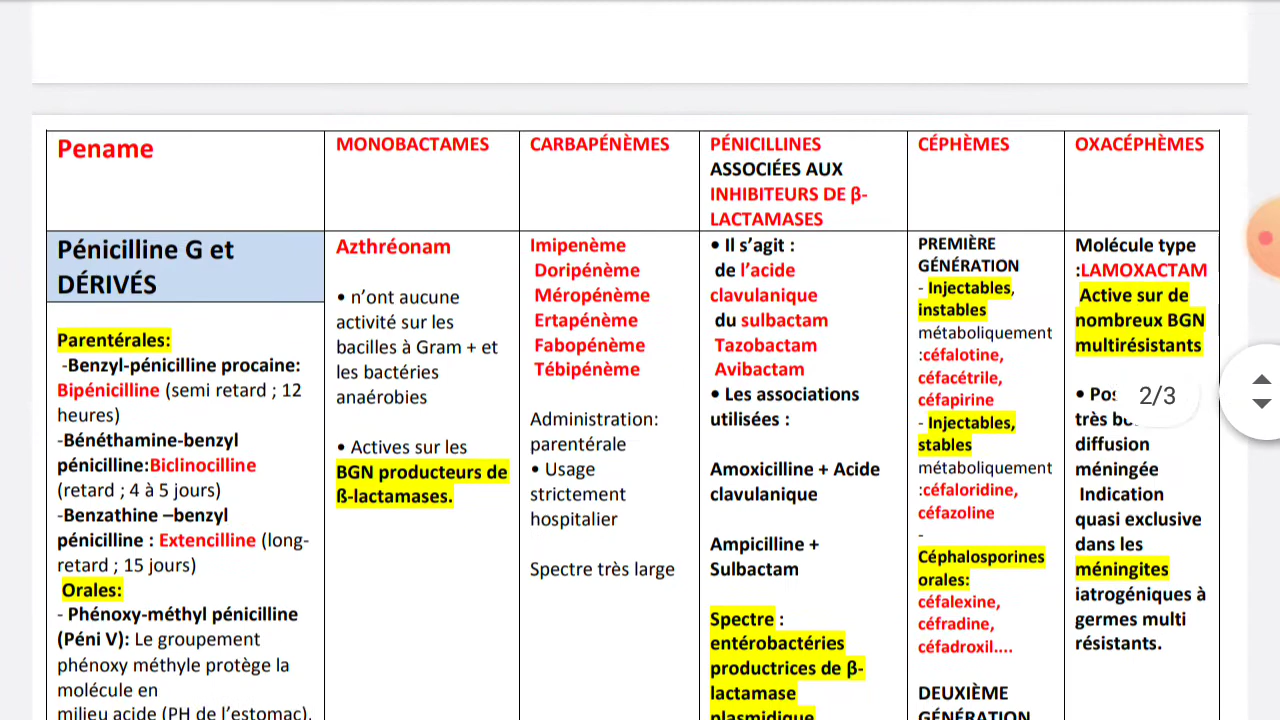 Pename
MONOBACTAMES
CARBAPÉNÈMES
PÉNICILLINES
ASSOCIÉES AUX
INHIBITEURS DE β-
LACTAMASES
CÉPHÈMES
OXACÉPHÈMES
Pénicilline G et
DÉRIVÉS
Parentérales:
-Benzyl-pénicilline procaine:
Bipénicilline (semi retard ; 12
heures)
-Bénéthamine-benzyl
pénicilline:Biclinocilline
(retard ; 4 à 5 jours)
-Benzathine –benzyl
pénicilline : Extencilline (long-
retard ; 15 jours)
Orales:
- Phénoxy-méthyl pénicilline
(Péni V): Le groupement
phénoxy méthyle protège la
molécule en
milieu acide (PH de l’estomac).
Azthréonam
• n’ont aucune
activité sur les
bacilles à Gram + et
les bactéries
anaérobies
• Actives sur les
BGN producteurs de
ß-lactamases.
Imipenème
Doripénème
Méropénème
Ertapénème
Fabopénème
Tébipénème
Administration:
parentérale
• Usage
strictement
hospitalier
Spectre très large
• Il s’agit :
de l’acide
clavulanique
du sulbactam
Tazobactam
Avibactam
• Les associations
utilisées :
Amoxicilline + Acide
clavulanique
Ampicilline +
Sulbactam
Spectre :
entérobactéries
productrices de β-
lactamase
plasmidique
PREMIÈRE
GÉNÉRATION
- Injectables,
instables
métaboliquement
:céfalotine,
céfacétrile,
céfapirine
- Injectables,
stables
métaboliquement
:céfaloridine,
céfazoline
-
Céphalosporines
orales:
céfalexine,
céfradine,
céfadroxil....
DEUXIÈME
GÉNÉRATION
Molécule type
:LAMOXACTAM
Active sur de
nombreux BGN
multirésistants
•
2/3
très
diffusion
méningée
Indication
quasi exclusive
dans les
méningites
iatrogéniques à
germes multi
résistants.